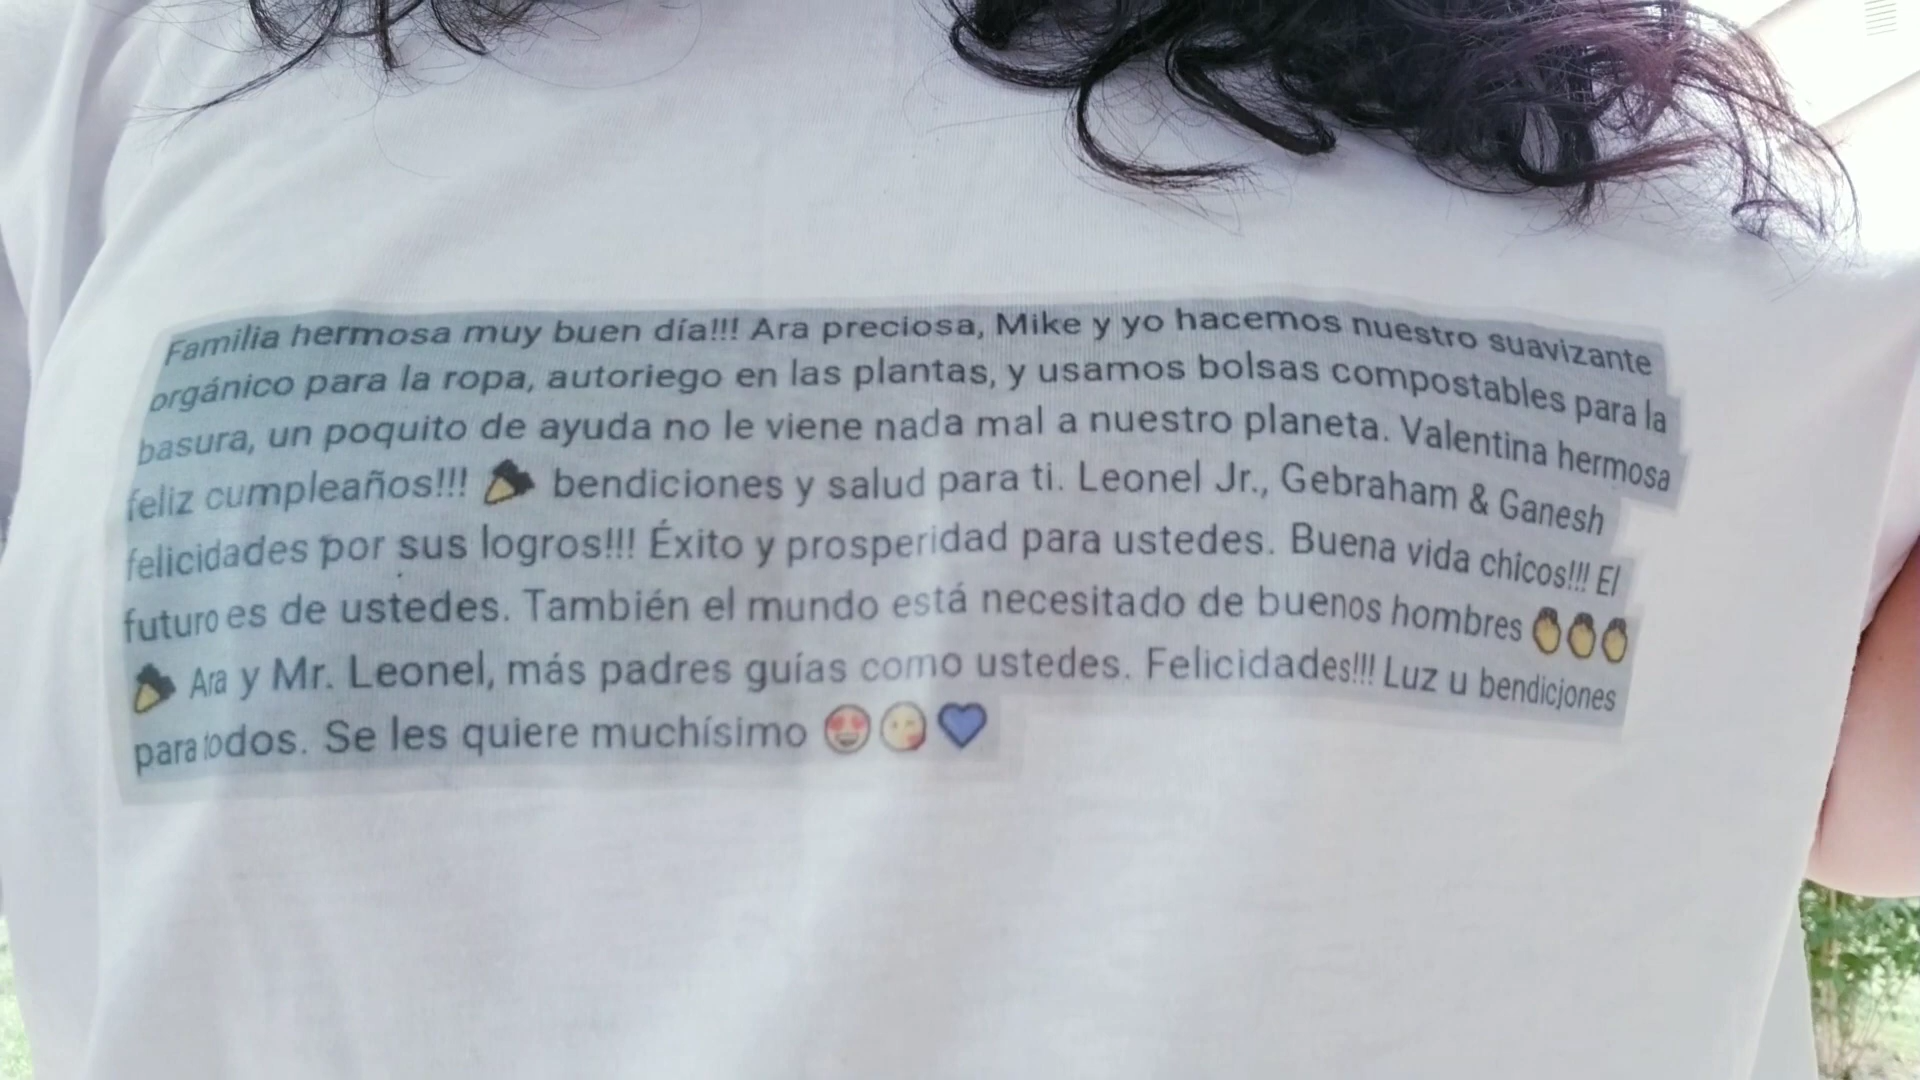 Familia hermosa muy buen día!!! Ara preciosa, Mike y yo hacemos nuestro suavizante
orgánico para la ropa, autoriego en las plantas, y usamos bolsas compostables para la
basura, un poquito de ayuda no le viene nada mal a nuestro planeta. Valentina hermosa
feliz cumpleaños!!! 🎉 bendiciones y salud para ti. Leonel Jr., Gebraham & Ganesh
felicidades por sus logros!!! Éxito y prosperidad para ustedes. Buena vida chicos!!! El
futuro es de ustedes. También el mundo está necesitado de buenos hombres 👏👏👏
🎉 Ara y Mr. Leonel, más padres guías como ustedes. Felicidades!!! Luz u bendiciones
para todos. Se les quiere muchísimo 😍😘💙